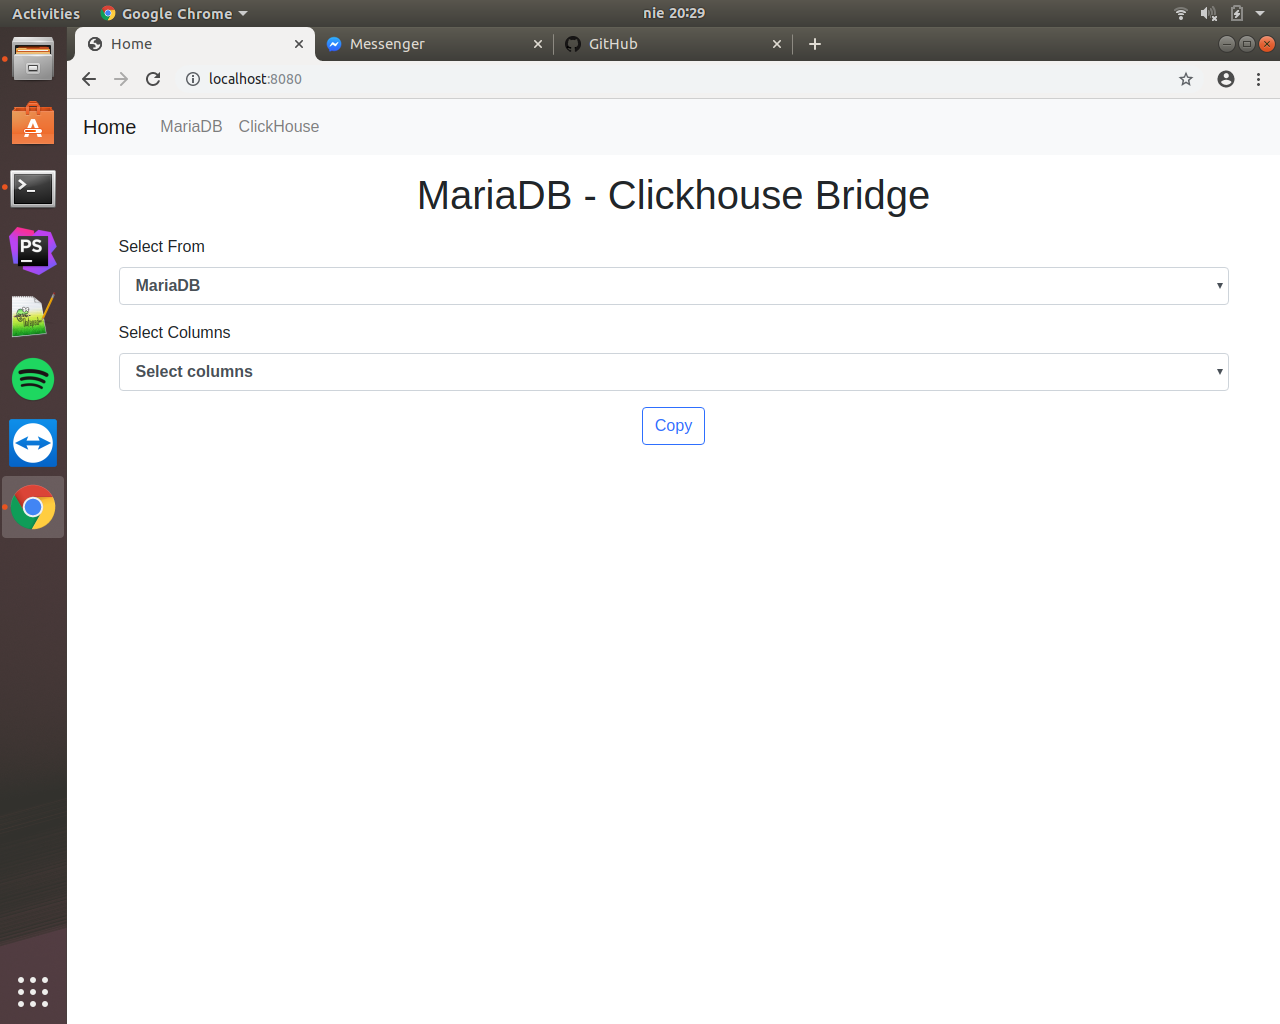 Activities Google Chrome nie 20:29
Home Messenger GitHub
localhost:8080
Home MariaDB ClickHouse
MariaDB - Clickhouse Bridge
Select From
MariaDB
Select Columns
Select columns
Copy
PS